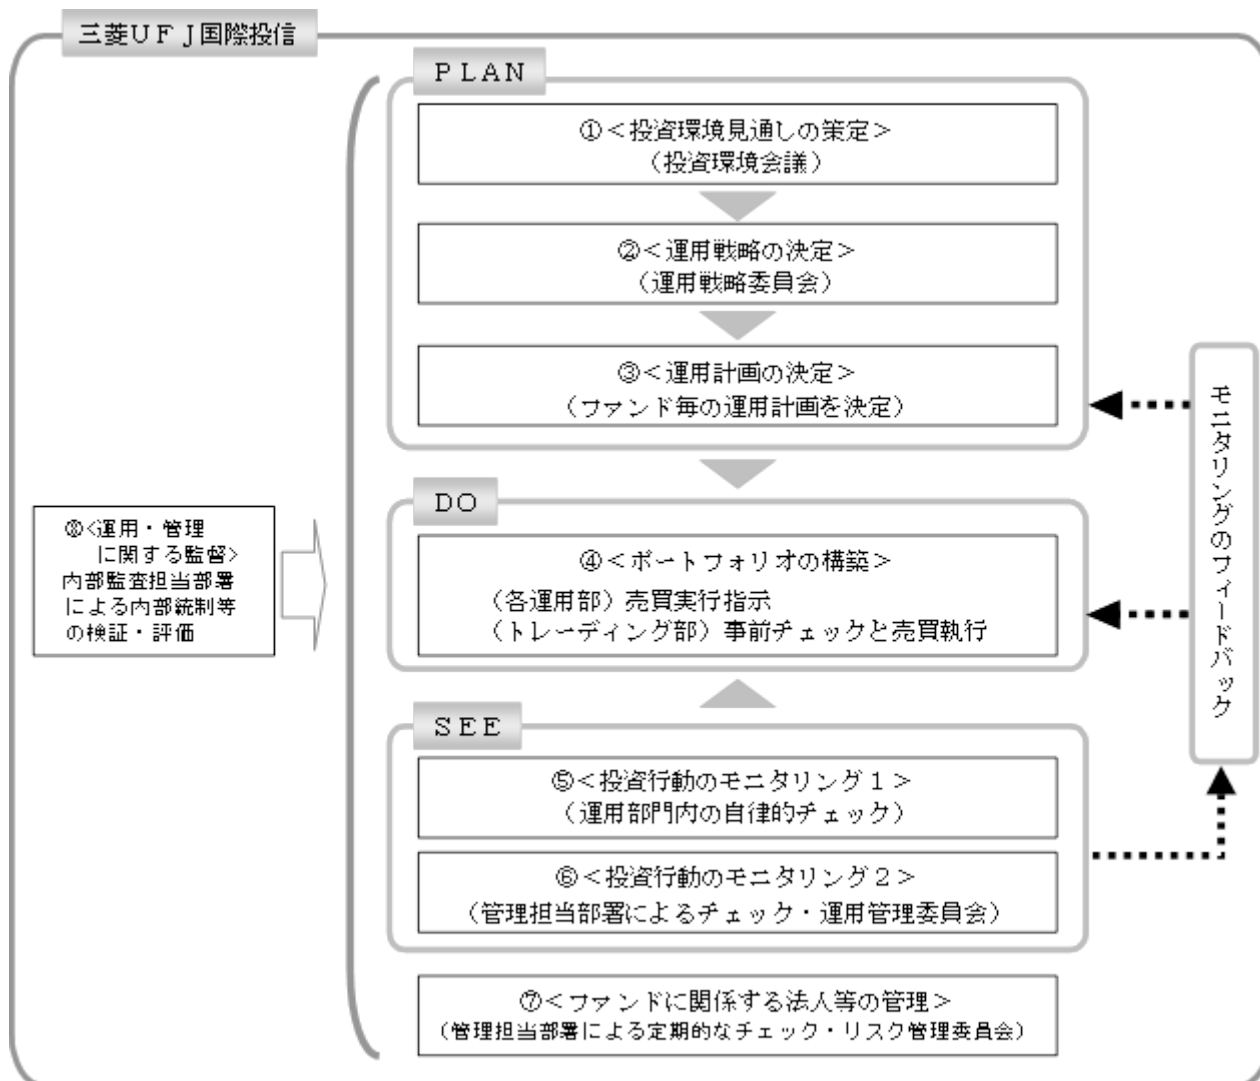 三菱ＵＦＪ国際投信
ＰＬＡＮ
①＜投資環境見通しの策定＞
（投資環境会議）
②＜運用戦略の決定＞
（運用戦略委員会）
③＜運用計画の決定＞
（ファンド毎の運用計画を決定）
ＤＯ
④＜ポートフォリオの構築＞
（各運用部）売買実行指示
（トレーディング部）事前チェックと売買執行
ＳＥＥ
⑤＜投資行動のモニタリング１＞
（運用部門内の自律的チェック）
⑥＜投資行動のモニタリング２＞
（管理担当部署によるチェック・運用管理委員会）
⑦＜ファンドに関係する法人等の管理＞
（管理担当部署による定期的なチェック・リスク管理委員会）
⑧<運用・管理
に関する監督>
内部監査担当部署
による内部統制等
の検証・評価
モニタリングのフィードバック